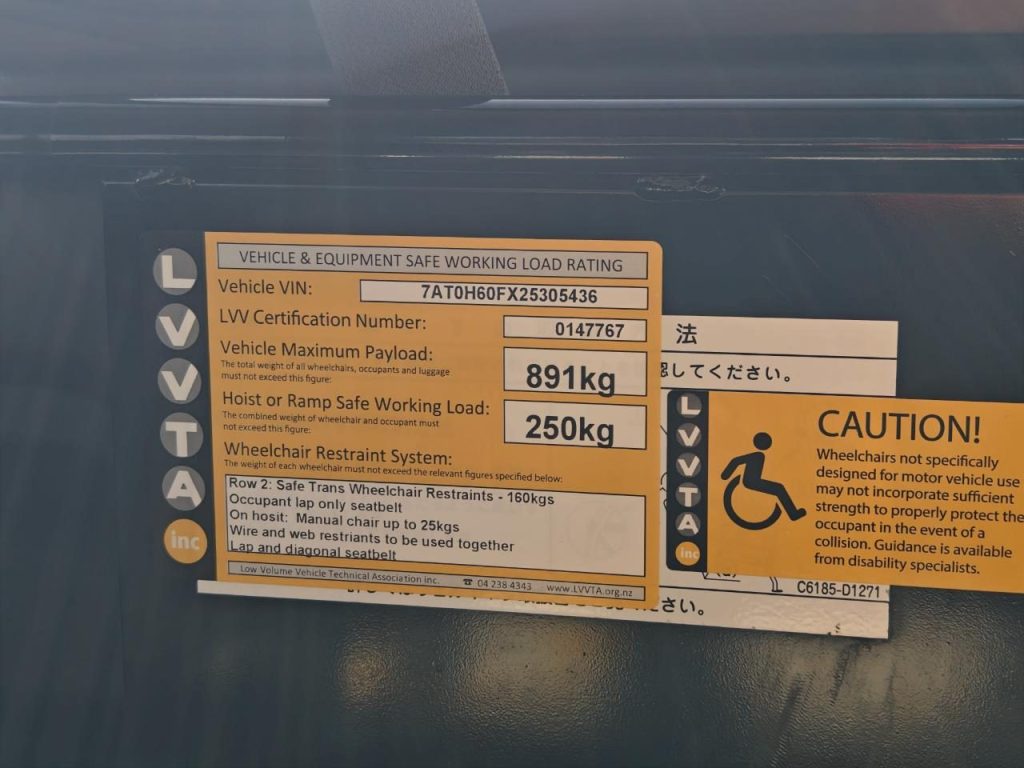 L
V
V
T
A
inc
VEHICLE & EQUIPMENT SAFE WORKING LOAD RATING
Vehicle VIN: 7AT0H60FX25305436
LVV Certification Number: 0147767
Vehicle Maximum Payload: 891kg
The total weight of all wheelchairs, occupants and luggage
must not exceed this figure:
Hoist or Ramp Safe Working Load: 250kg
The combined weight of wheelchair and occupant must
not exceed this figure:
Wheelchair Restraint System:
The weight of each wheelchair must not exceed the relevant figures specified below:
Row 2: Safe Trans Wheelchair Restraints - 160kgs
Occupant lap only seatbelt
On hosit: Manual chair up to 25kgs
Wire and web restriants to be used together
Lap and diagonal seatbelt
Low Volume Vehicle Technical Association inc. ☎ 04 238 4343 www.LVVTA.org.nz
法
してください。
L
V
V
T
A
inc
CAUTION!
Wheelchairs not specifically
designed for motor vehicle use
may not incorporate sufficient
strength to properly protect the
occupant in the event of a
collision. Guidance is available
from disability specialists.
C6185-D1271
さい。